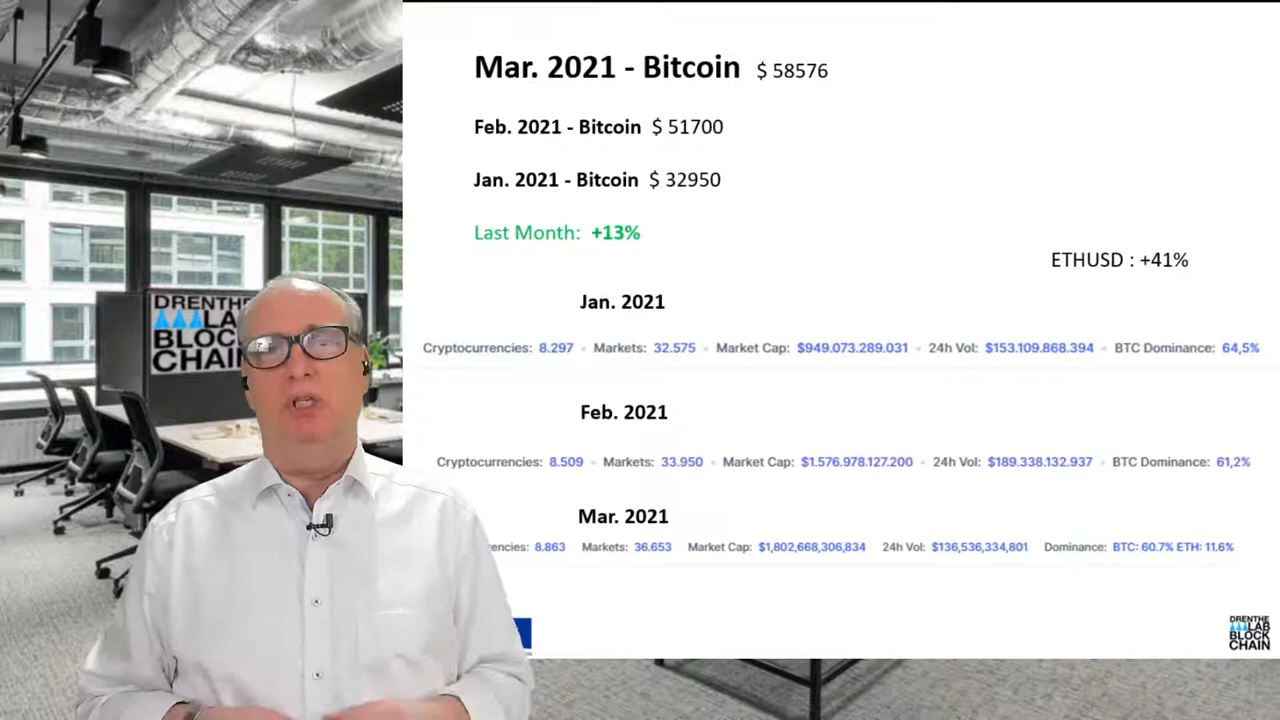 Mar. 2021 - Bitcoin $ 58576
Feb. 2021 - Bitcoin $ 51700
Jan. 2021 - Bitcoin $ 32950
Last Month: +13%
ETHUSD : +41%
Jan. 2021
Cryptocurrencies: 8.297 Markets: 32.575 Market Cap: $949.073.289.031 24h Vol: $153.109.868.394 BTC Dominance: 64,5%
Feb. 2021
Cryptocurrencies: 8.509 Markets: 33.950 Market Cap: $1.576.978.127.200 24h Vol: $189.338.132.937 BTC Dominance: 61,2%
Mar. 2021
encies: 8.863 Markets: 36.653 Market Cap: $1,802,668,306,834 24h Vol: $136,536,334,801 Dominance: BTC: 60.7% ETH: 11.6%
DRENTHE
LA
BLOC
CHAIN
DRENTHE
LAB
BLOCK
CHAIN